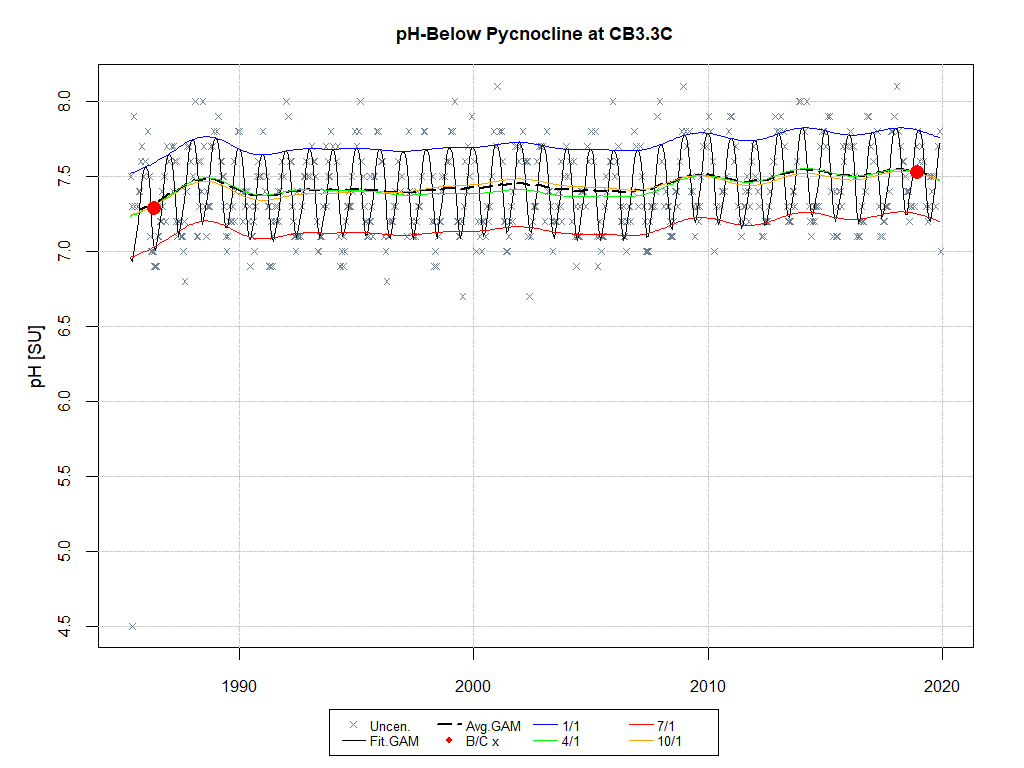 pH-Below Pycnocline at CB3.3C
pH [SU]
8.0
7.5
7.0
6.5
6.0
5.5
5.0
4.5
1990 2000 2010 2020
Uncen. Avg.GAM 1/1 7/1
Fit.GAM B/C x 4/1 10/1